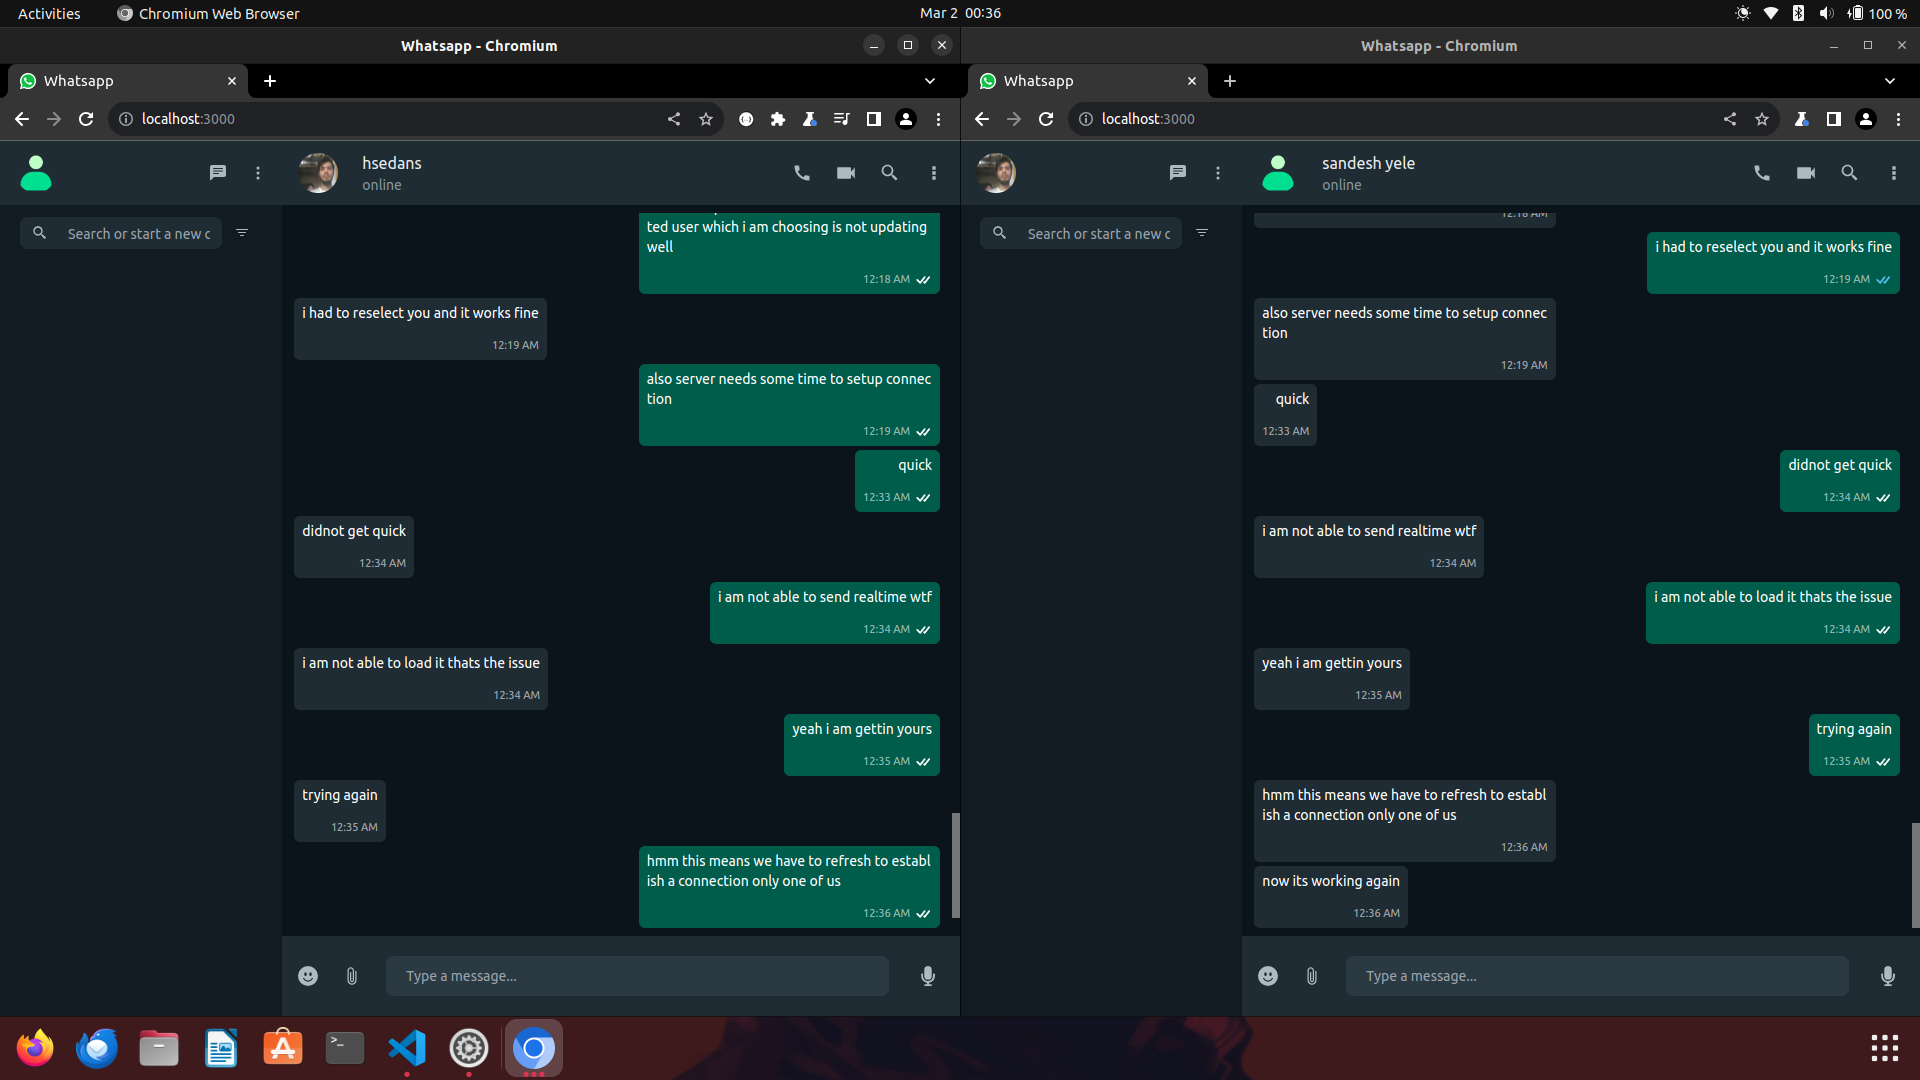 Activities
Chromium Web Browser
Mar 2 00:36
100 %
Whatsapp - Chromium
Whatsapp
localhost:3000
hsedans
online
Search or start a new c
ted user which i am choosing is not updating
well
12:18 AM
i had to reselect you and it works fine
12:19 AM
also server needs some time to setup connec
tion
12:19 AM
quick
12:33 AM
didnot get quick
12:34 AM
i am not able to send realtime wtf
12:34 AM
i am not able to load it thats the issue
12:34 AM
yeah i am gettin yours
12:35 AM
trying again
12:35 AM
hmm this means we have to refresh to establ
ish a connection only one of us
12:36 AM
Type a message...
Whatsapp - Chromium
Whatsapp
localhost:3000
sandesh yele
online
Search or start a new c
12:18 AM
i had to reselect you and it works fine
12:19 AM
also server needs some time to setup connec
tion
12:19 AM
quick
12:33 AM
didnot get quick
12:34 AM
i am not able to send realtime wtf
12:34 AM
i am not able to load it thats the issue
12:34 AM
yeah i am gettin yours
12:35 AM
trying again
12:35 AM
hmm this means we have to refresh to establ
ish a connection only one of us
12:36 AM
now its working again
12:36 AM
Type a message...